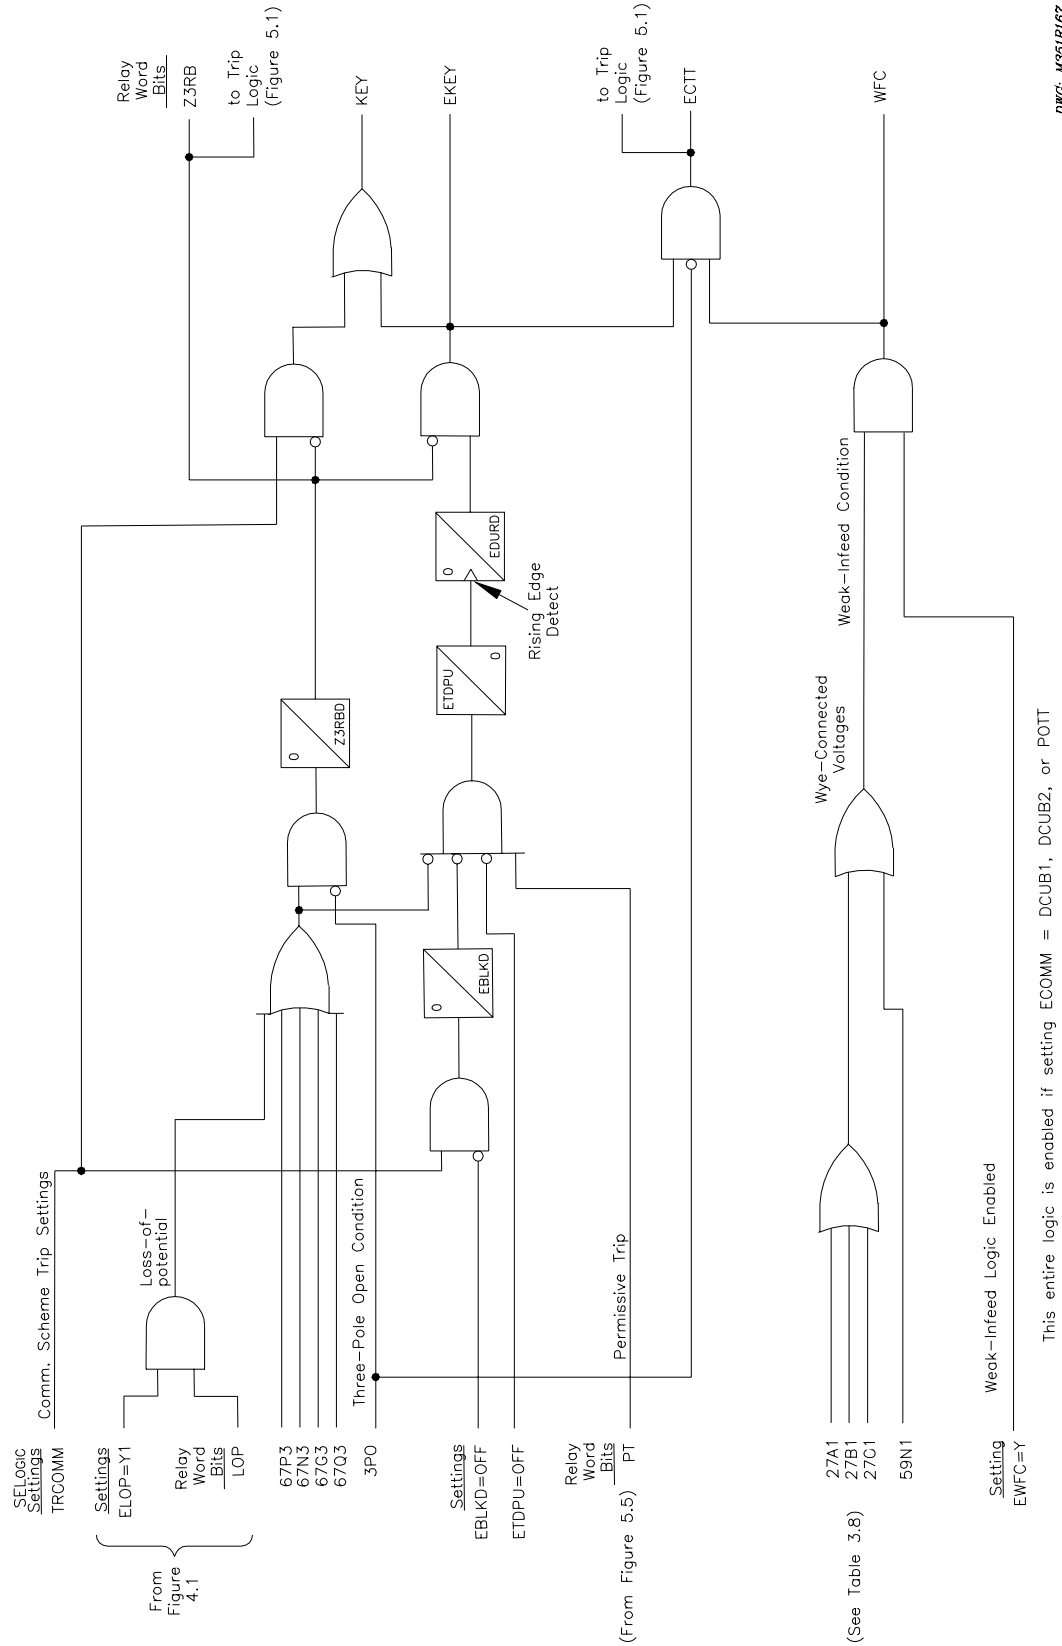 SELOGIC
Settings
TRCOMM
Comm. Scheme Trip Settings
Settings
ELOP=Y1
Relay
Word
Bits
LOP
From
Figure
4.1
Loss-of-
potential
67P3
67N3
67G3
67Q3
3PO
Three-Pole Open Condition
Settings
EBLKD=OFF
ETDPU=OFF
Relay
Word
Bits
PT
(From Figure 5.5)
Permissive Trip
0
Z3RBD
0
EBLKD
ETDPU
0
0
EDURD
Rising Edge
Detect
Relay
Word
Bits
Z3RB
to Trip
Logic
(Figure 5.1)
KEY
EKEY
to Trip
Logic
(Figure 5.1)
ECTT
WFC
(See Table 3.8)
27A1
27B1
27C1
59N1
Wye-Connected
Voltages
Weak-Infeed Condition
Setting
EWFC=Y
Weak-Infeed Logic Enabled
This entire logic is enabled if setting ECOMM = DCUB1, DCUB2, or POTT